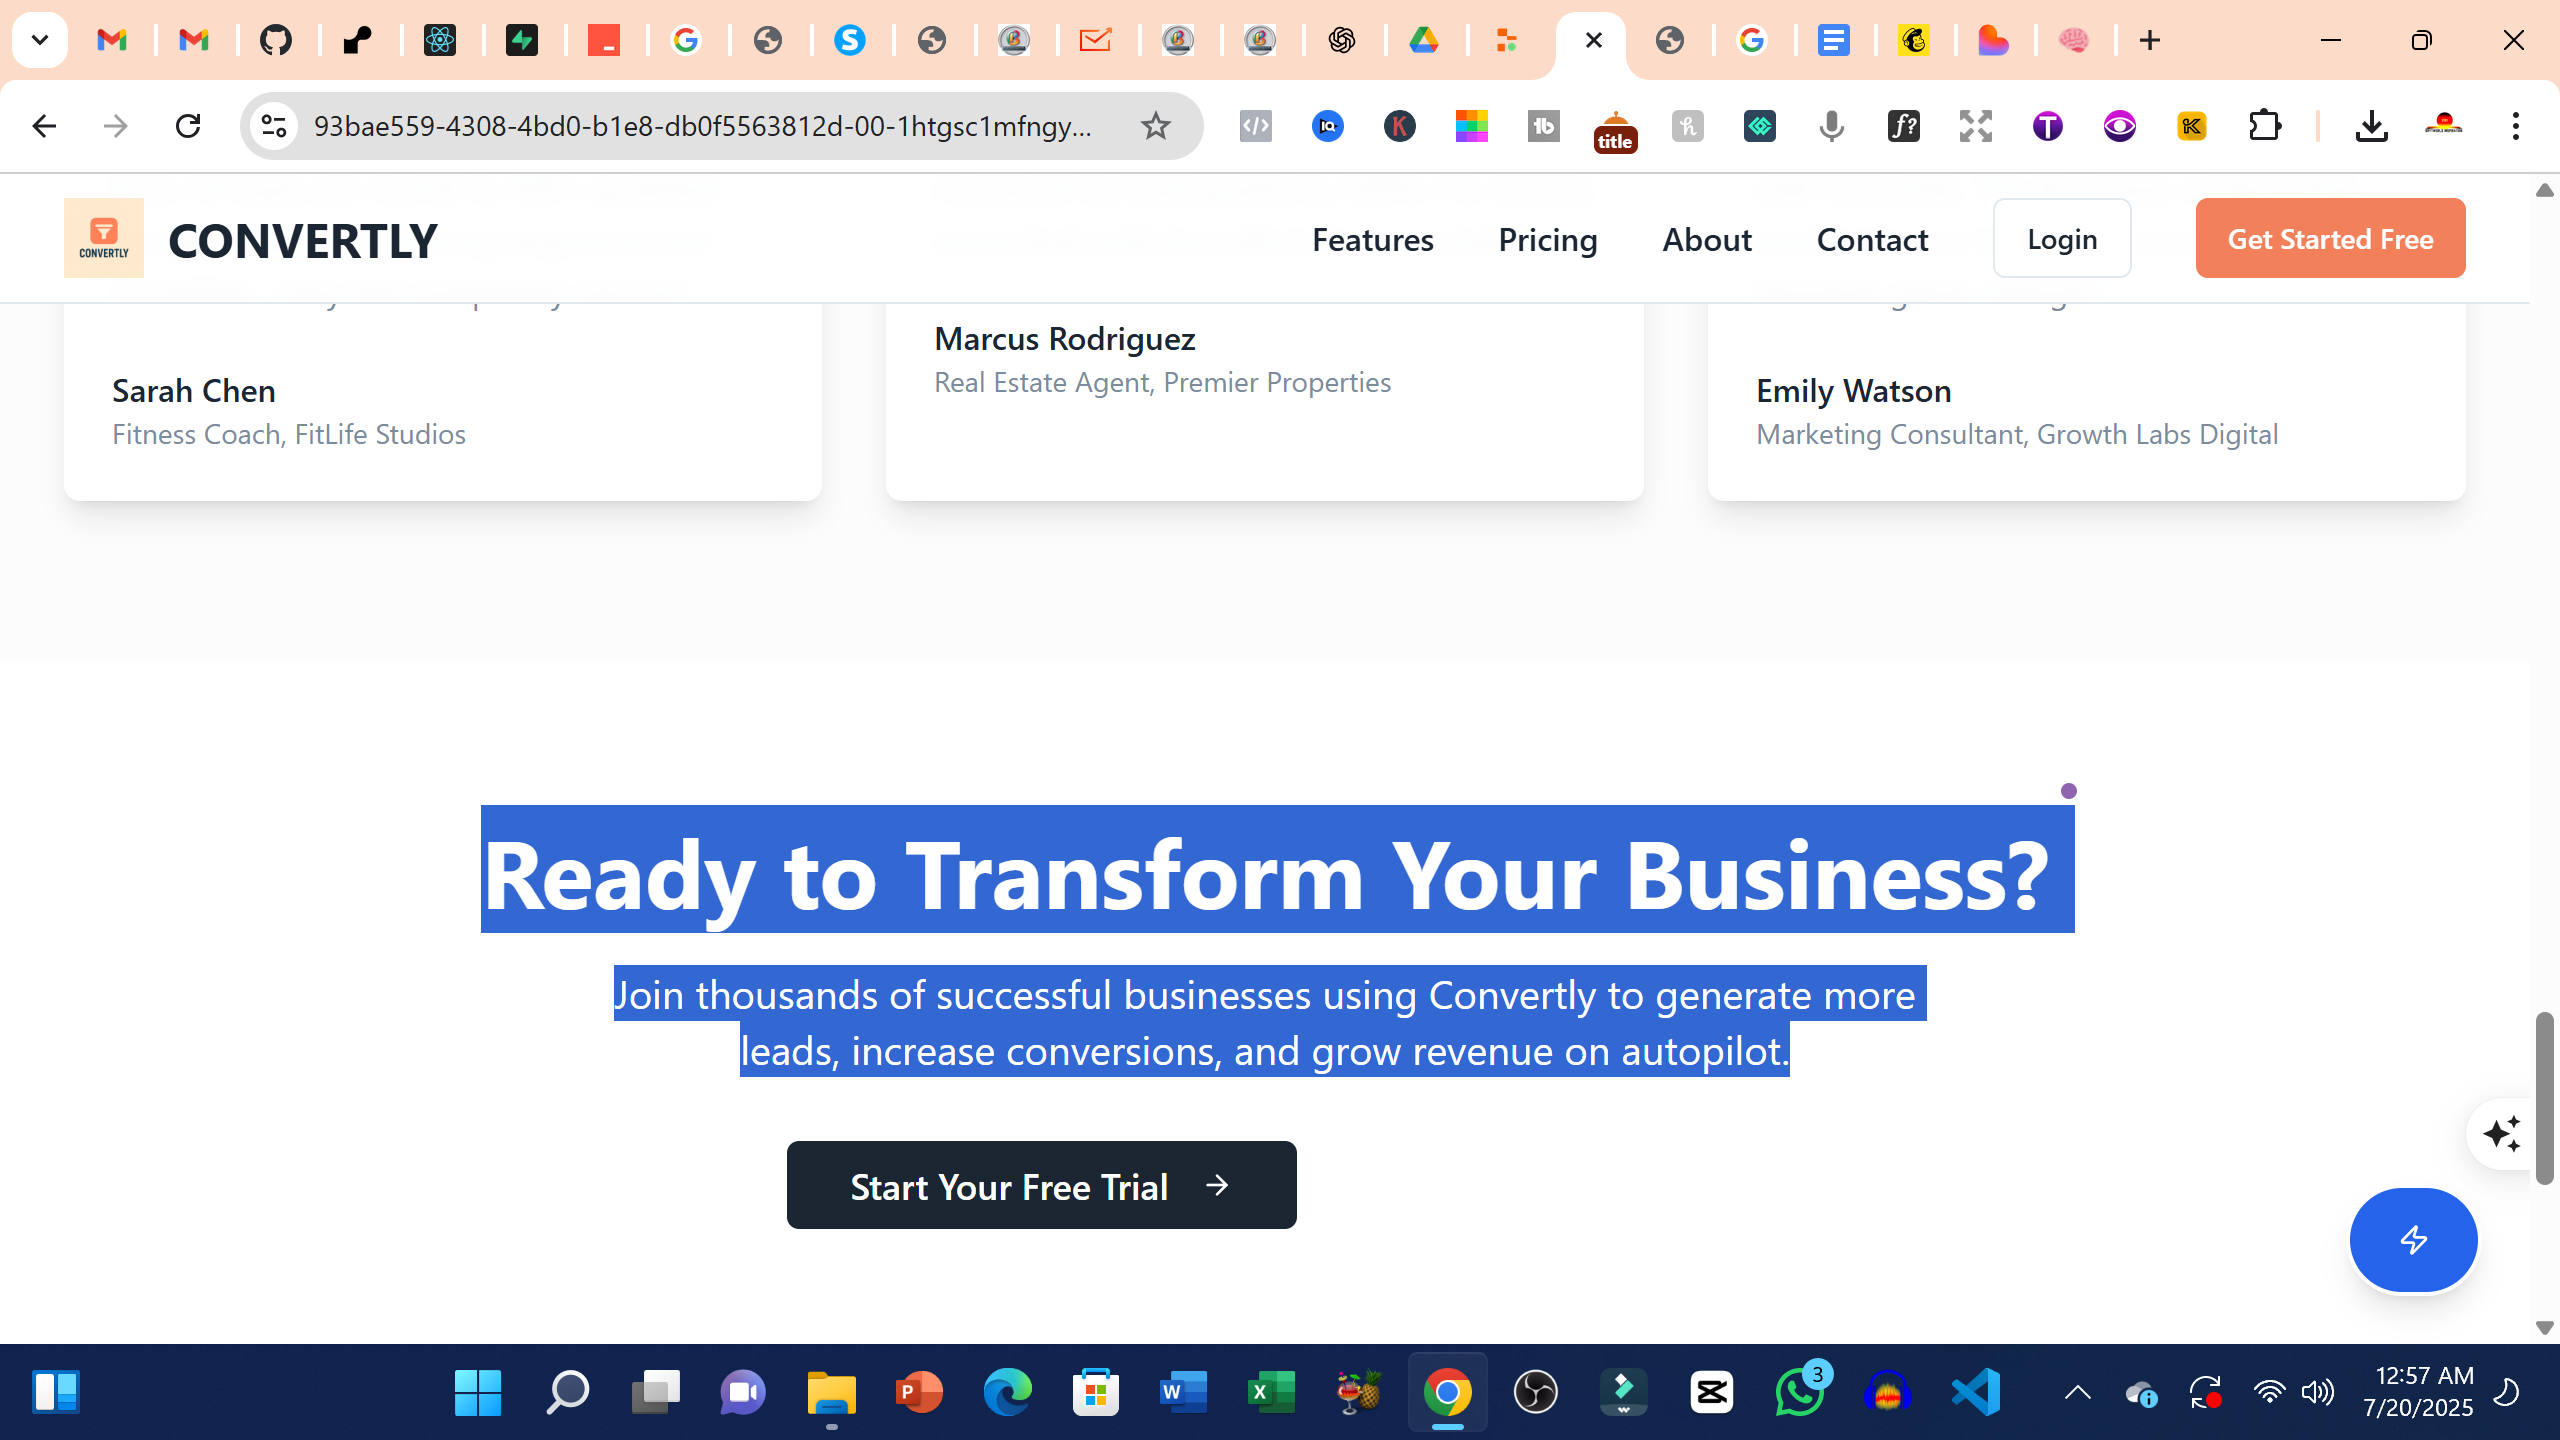 93bae559-4308-4bd0-b1e8-db0f5563812d-00-1htgsc1mfngy...
title
CONVERTLY
CONVERTLY
Features
Pricing
About
Contact
Login
Get Started Free
Sarah Chen
Fitness Coach, FitLife Studios
Marcus Rodriguez
Real Estate Agent, Premier Properties
Emily Watson
Marketing Consultant, Growth Labs Digital
Ready to Transform Your Business?
Join thousands of successful businesses using Convertly to generate more
leads, increase conversions, and grow revenue on autopilot.
Start Your Free Trial
3
12:57 AM
7/20/2025